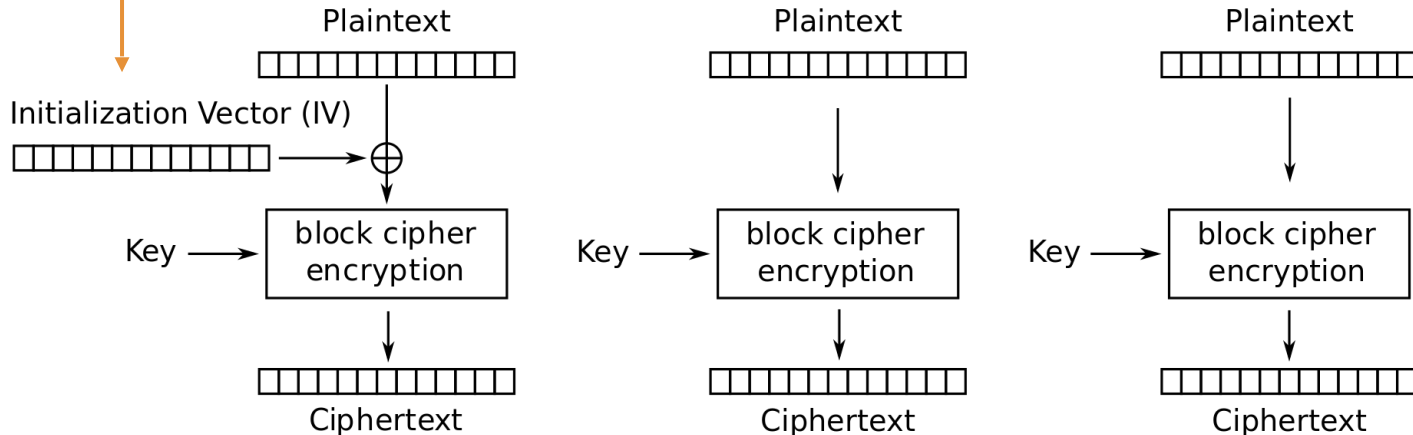 Plaintext
Plaintext
Plaintext
Initialization Vector (IV)
Key
block cipher
encryption
Key
block cipher
encryption
Key
block cipher
encryption
Ciphertext
Ciphertext
Ciphertext